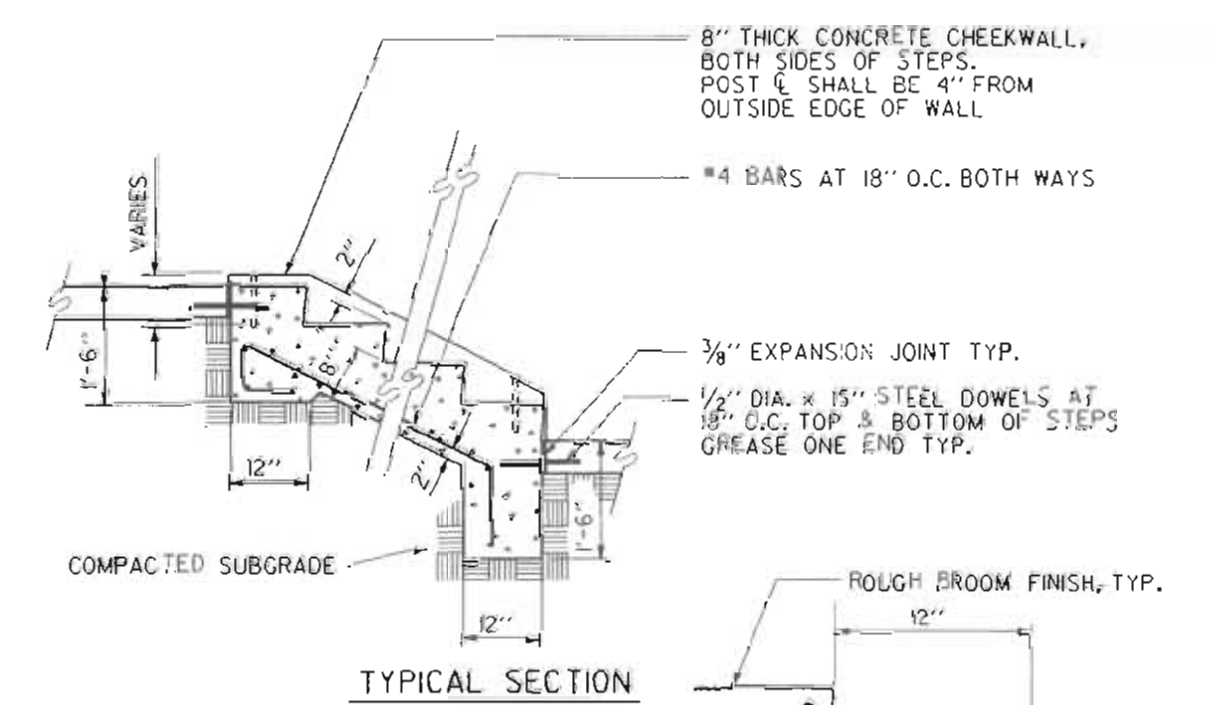 8" THICK CONCRETE CHEEKWALL,
BOTH SIDES OF STEPS.
POST ℄ SHALL BE 4" FROM
OUTSIDE EDGE OF WALL
#4 BARS AT 18" O.C. BOTH WAYS
VARIES
2"
1'-6"
8"
3/8" EXPANSION JOINT TYP.
1/2" DIA. x 15" STEEL DOWELS AT
18" O.C. TOP & BOTTOM OF STEPS
GREASE ONE END TYP.
12"
2"
1'-6"
COMPACTED SUBGRADE
ROUGH BROOM FINISH, TYP.
12"
12"
TYPICAL SECTION